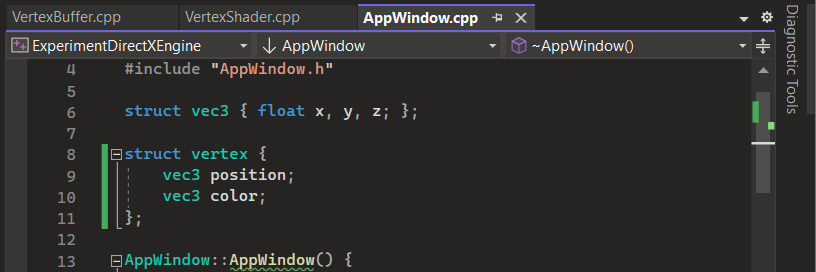 VertexBuffer.cpp VertexShader.cpp AppWindow.cpp
ExperimentDirectXEngine AppWindow ~AppWindow()
4 #include "AppWindow.h"
5
6 struct vec3 { float x, y, z; };
7
8 struct vertex {
9 vec3 position;
10 vec3 color;
11 };
12
13 AppWindow::AppWindow() {
Diagnostic Tools